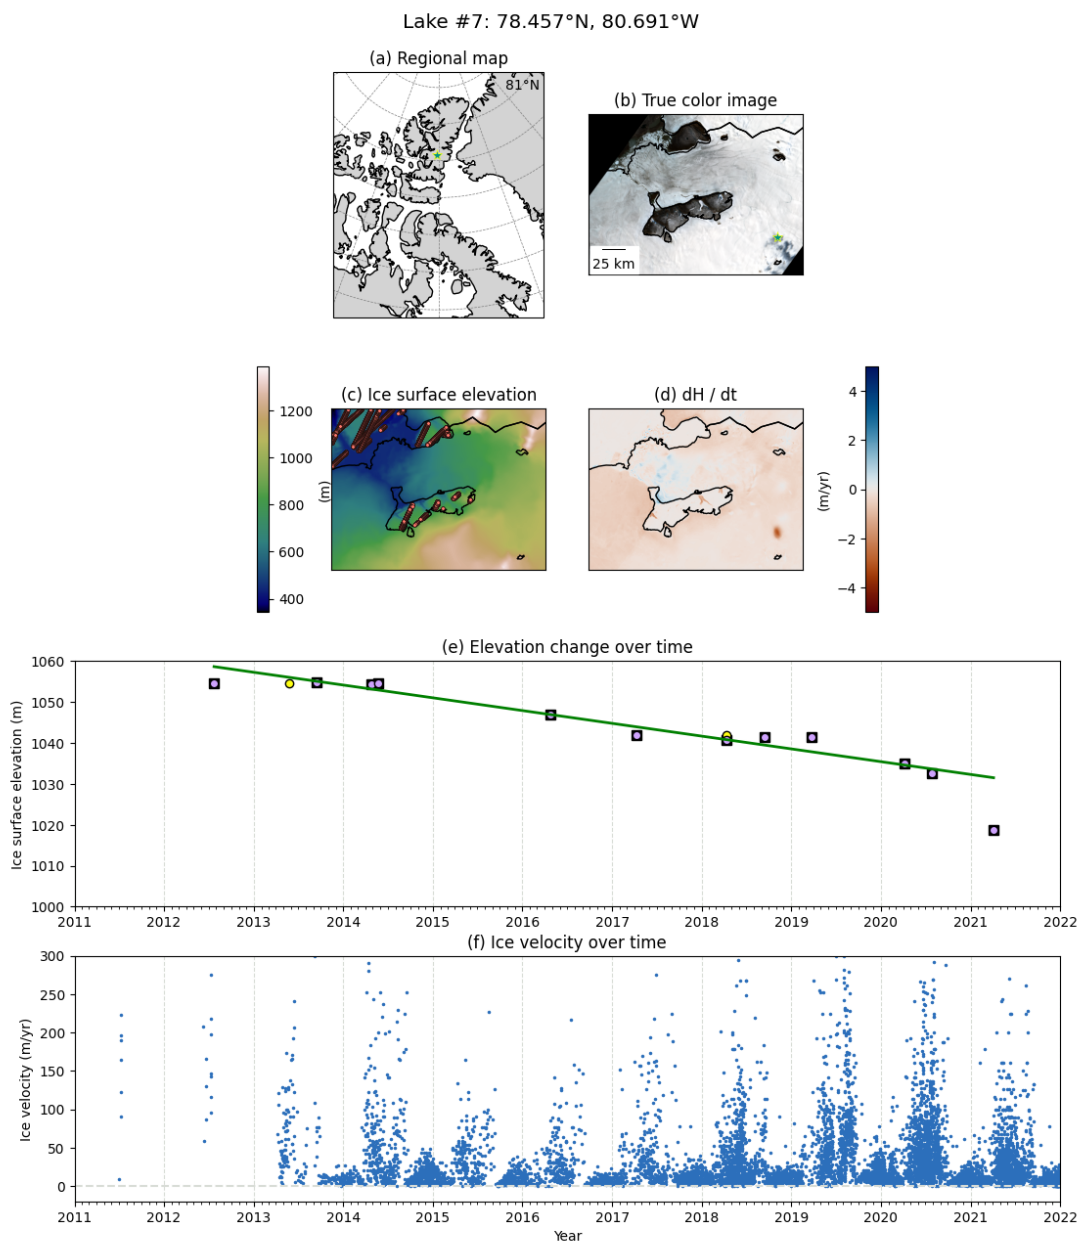 Lake #7: 78.457°N, 80.691°W
(a) Regional map
81°N
(b) True color image
25 km
(c) Ice surface elevation
1200
1000
800
600
400
(m)
(d) dH / dt
4
2
0
−2
−4
(m/yr)
(e) Elevation change over time
1060
1050
1040
1030
1020
1010
1000
Ice surface elevation (m)
2011 2012 2013 2014 2015 2016 2017 2018 2019 2020 2021 2022
(f) Ice velocity over time
300
250
200
150
100
50
0
Ice velocity (m/yr)
2011 2012 2013 2014 2015 2016 2017 2018 2019 2020 2021 2022
Year